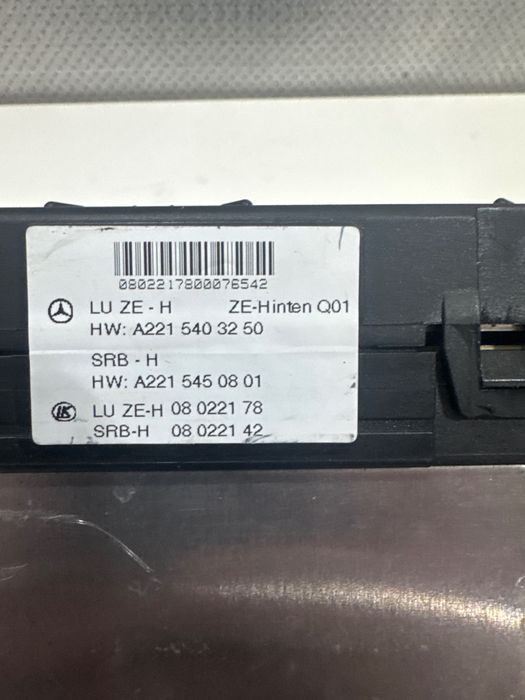 0802217800076542
LU ZE - H ZE-Hinten Q01
HW: A221 540 32 50
SRB - H
HW: A221 545 08 01
LK LU ZE-H 08 0221 78
SRB-H 08 0221 42